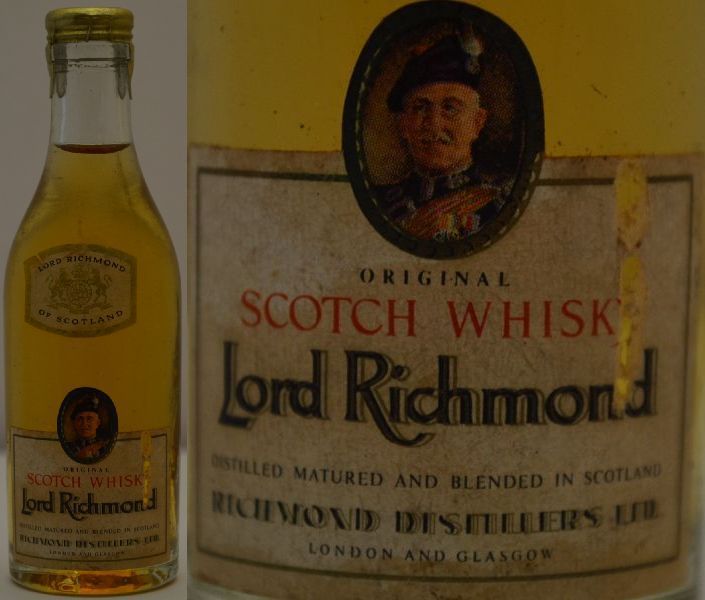 LORD RICHMOND
OF SCOTLAND
ORIGINAL
SCOTCH WHISKY
Lord Richmond
DISTILLED MATURED AND BLENDED IN SCOTLAND
RICHMOND DISTILLERS LTD.
LONDON AND GLASGOW
ORIGINAL
SCOTCH WHISKY
Lord Richmond
DISTILLED MATURED AND BLENDED IN SCOTLAND
RICHMOND DISTILLERS LTD.
LONDON AND GLASGOW